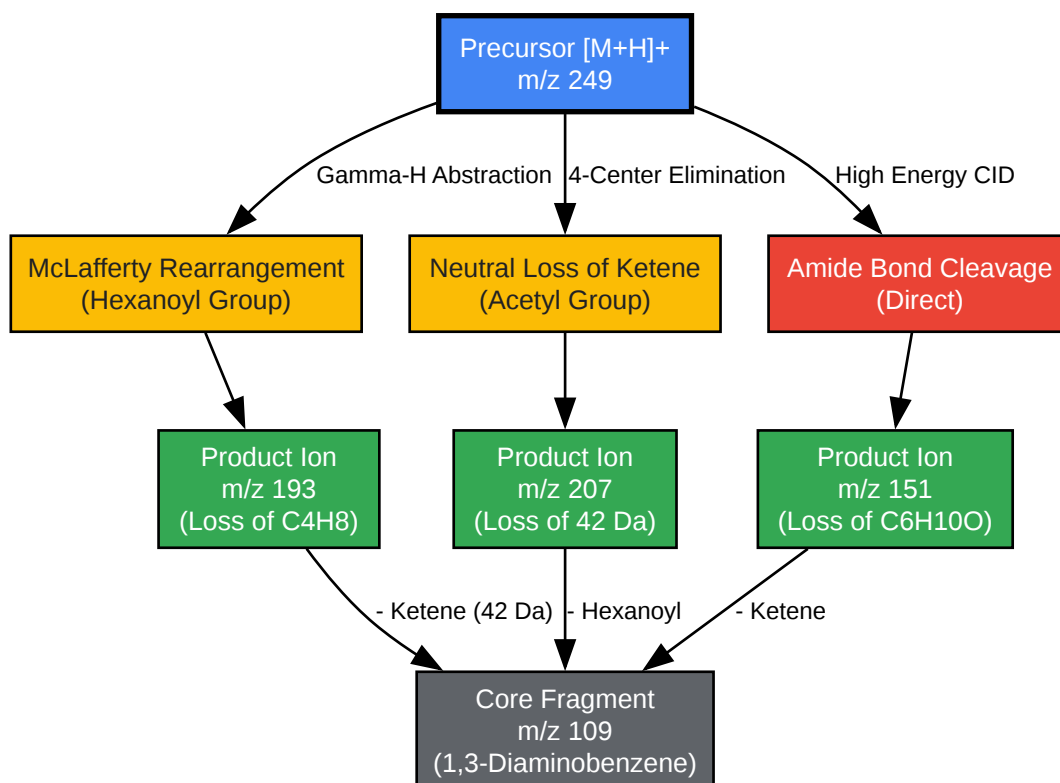 Precursor [M+H]+
m/z 249
Gamma-H Abstraction
4-Center Elimination
High Energy CID
McLafferty Rearrangement
(Hexanoyl Group)
Neutral Loss of Ketene
(Acetyl Group)
Amide Bond Cleavage
(Direct)
Product Ion
m/z 193
(Loss of C4H8)
Product Ion
m/z 207
(Loss of 42 Da)
Product Ion
m/z 151
(Loss of C6H10O)
- Ketene (42 Da)
- Hexanoyl
- Ketene
Core Fragment
m/z 109
(1,3-Diaminobenzene)